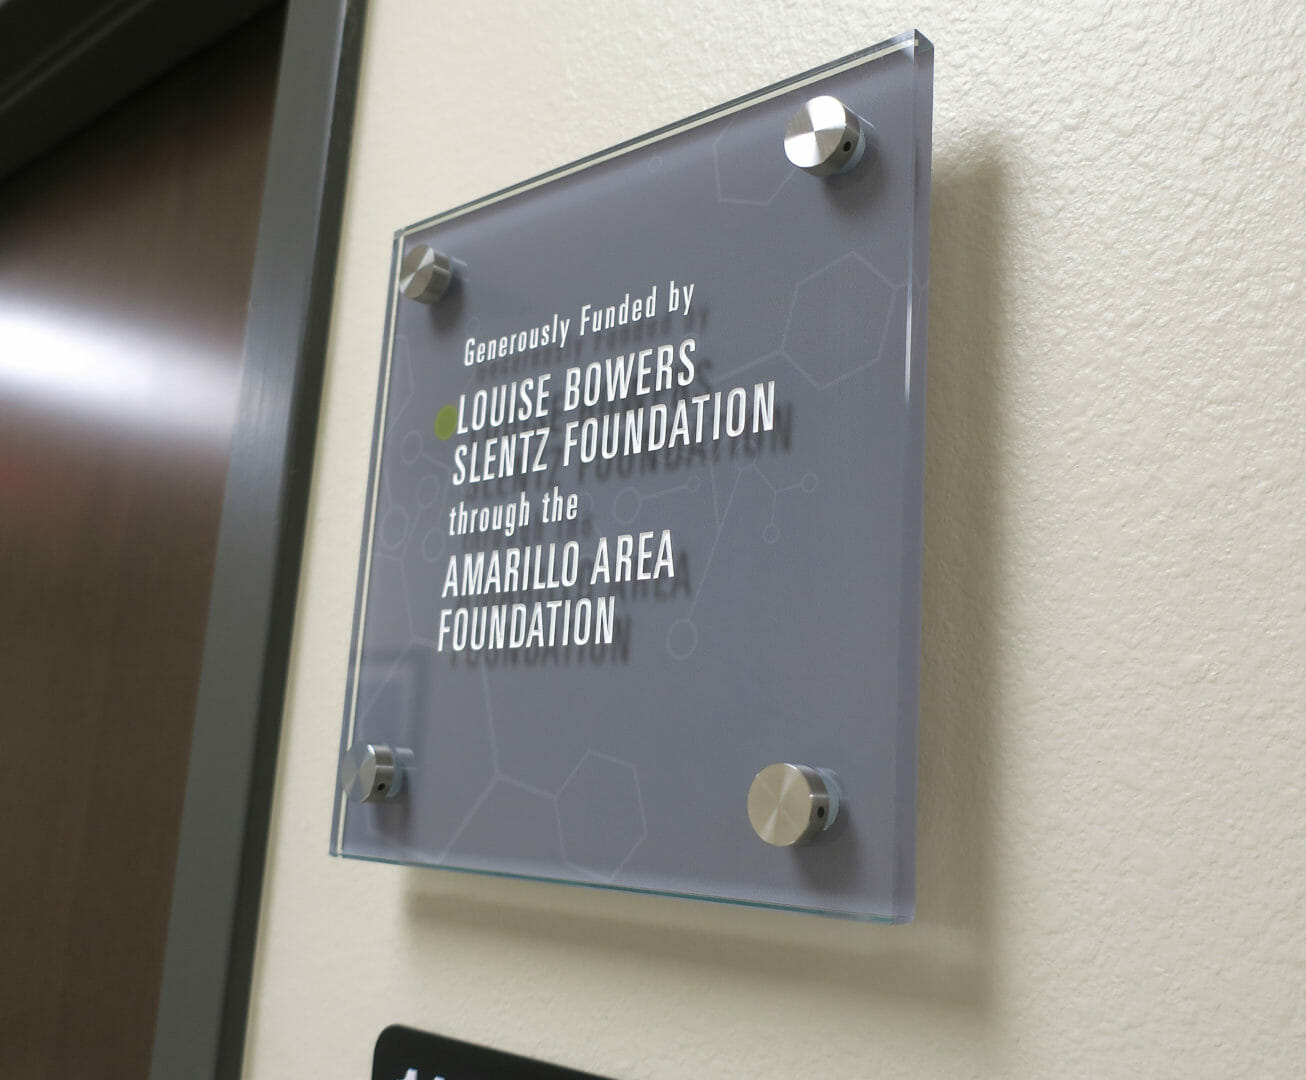 Generously Funded by
LOUISE BOWERS
SLENTZ FOUNDATION
through the
AMARILLO AREA
FOUNDATION